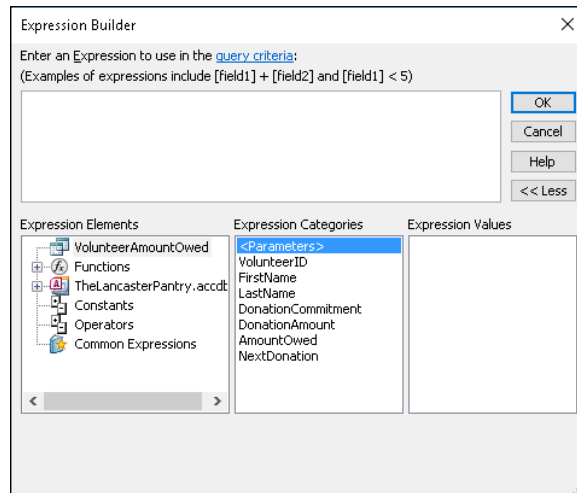 Expression Builder
Enter an Expression to use in the query criteria:
(Examples of expressions include [field1] + [field2] and [field1] < 5)
OK
Cancel
Help
<< Less
Expression Elements
VolunteerAmountOwed
Functions
TheLancasterPantry.accdt
Constants
Operators
Common Expressions
Expression Categories
<Parameters>
VolunteerID
FirstName
LastName
DonationCommitment
DonationAmount
AmountOwed
NextDonation
Expression Values